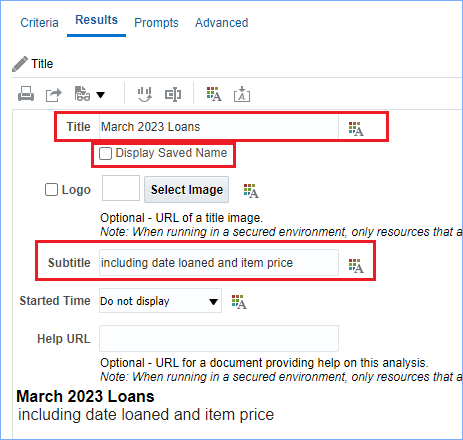 Criteria Results Prompts Advanced
Title
Title March 2023 Loans
Display Saved Name
Logo Select Image
Optional - URL of a title image.
Note: When running in a secured environment, only resources that a
Subtitle including date loaned and item price
Started Time Do not display
Help URL
Optional - URL for a document providing help on this analysis.
Note: When running in a secured environment, only resources that a
March 2023 Loans
including date loaned and item price